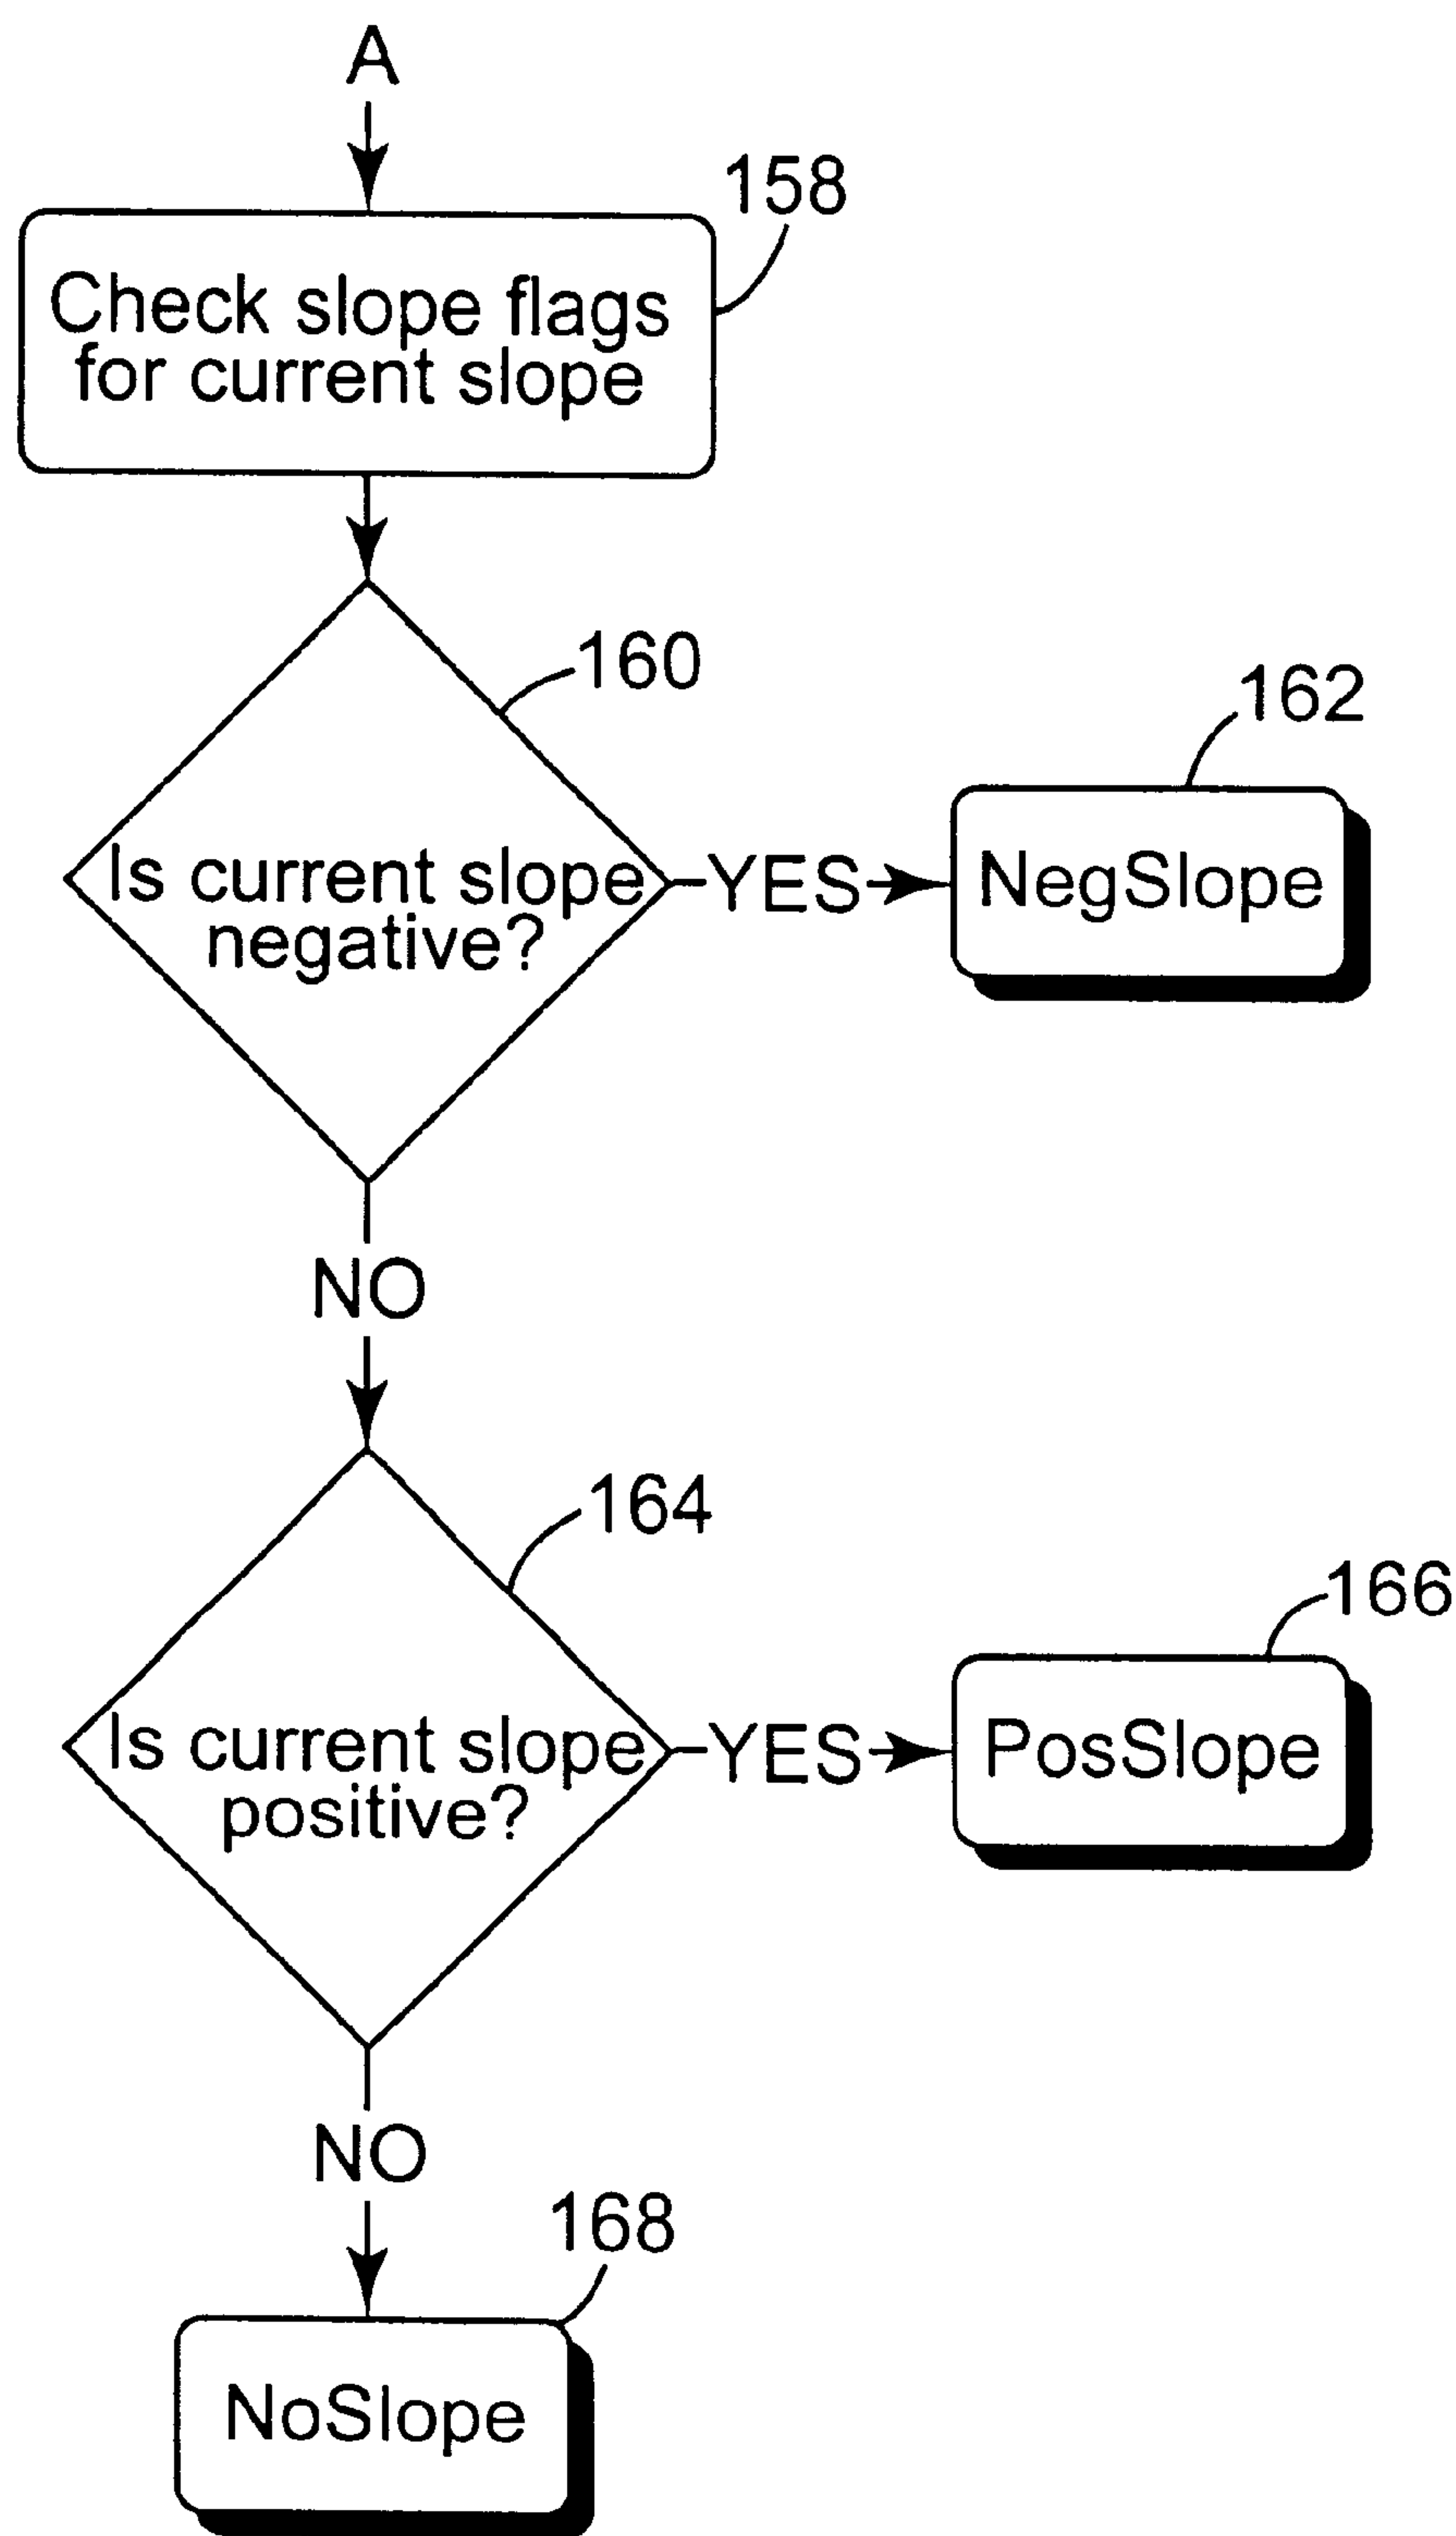 A
158
Check slope flags
for current slope
160
162
Is current slope
negative?
YES
NegSlope
NO
164
166
Is current slope
positive?
YES
PosSlope
NO
168
NoSlope